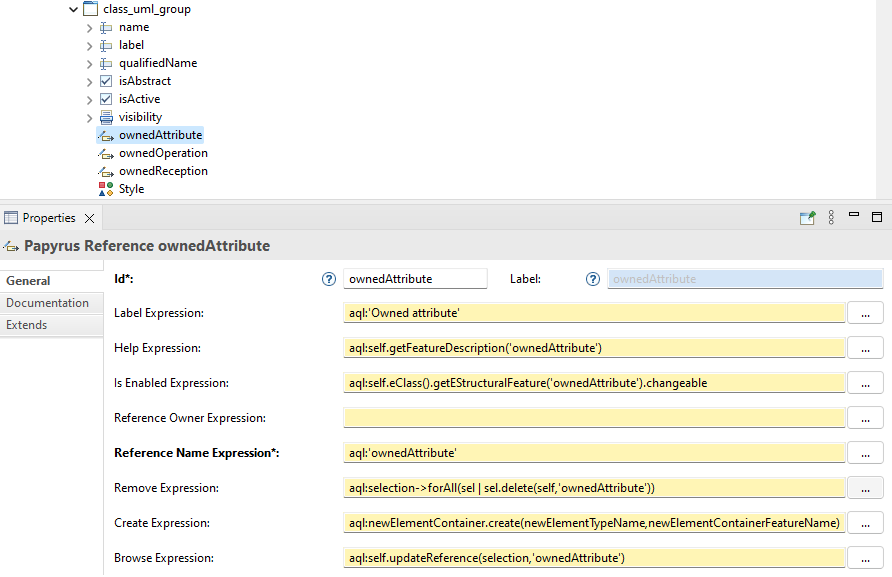 class_uml_group
name
label
qualifiedName
isAbstract
isActive
visibility
ownedAttribute
ownedOperation
ownedReception
Style
Properties
Papyrus Reference ownedAttribute
General
Documentation
Extends
Id*: ? ownedAttribute Label: ? ownedAttribute
Label Expression: aql:'Owned attribute' ...
Help Expression: aql:self.getFeatureDescription('ownedAttribute') ...
Is Enabled Expression: aql:self.eClass().getEStructuralFeature('ownedAttribute').changeable ...
Reference Owner Expression: ...
Reference Name Expression*: aql:'ownedAttribute' ...
Remove Expression: aql:selection->forAll(sel | sel.delete(self,'ownedAttribute')) ...
Create Expression: aql:newElementContainer.create(newElementTypeName,newElementContainerFeatureName) ...
Browse Expression: aql:self.updateReference(selection,'ownedAttribute') ...